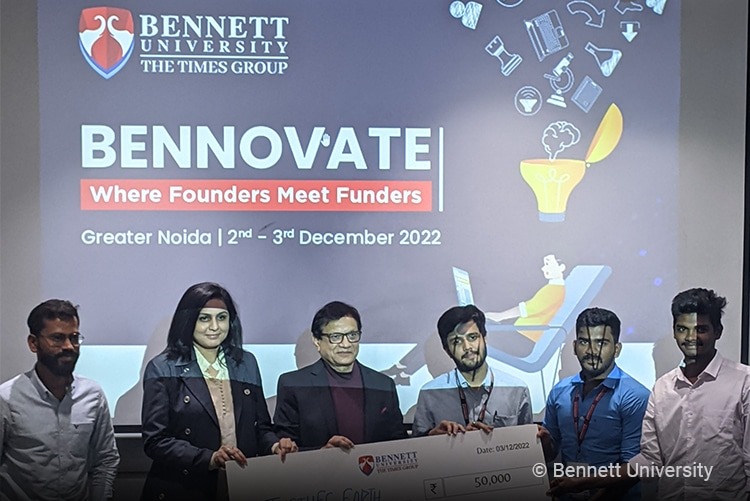 BENNETT
UNIVERSITY
THE TIMES GROUP
BENNOVATE
Where Founders Meet Funders
Greater Noida | 2nd - 3rd December 2022
BENNETT
UNIVERSITY
THE TIMES GROUP
Date: 03/12/2022
₹ 50,000
EARTH
© Bennett University